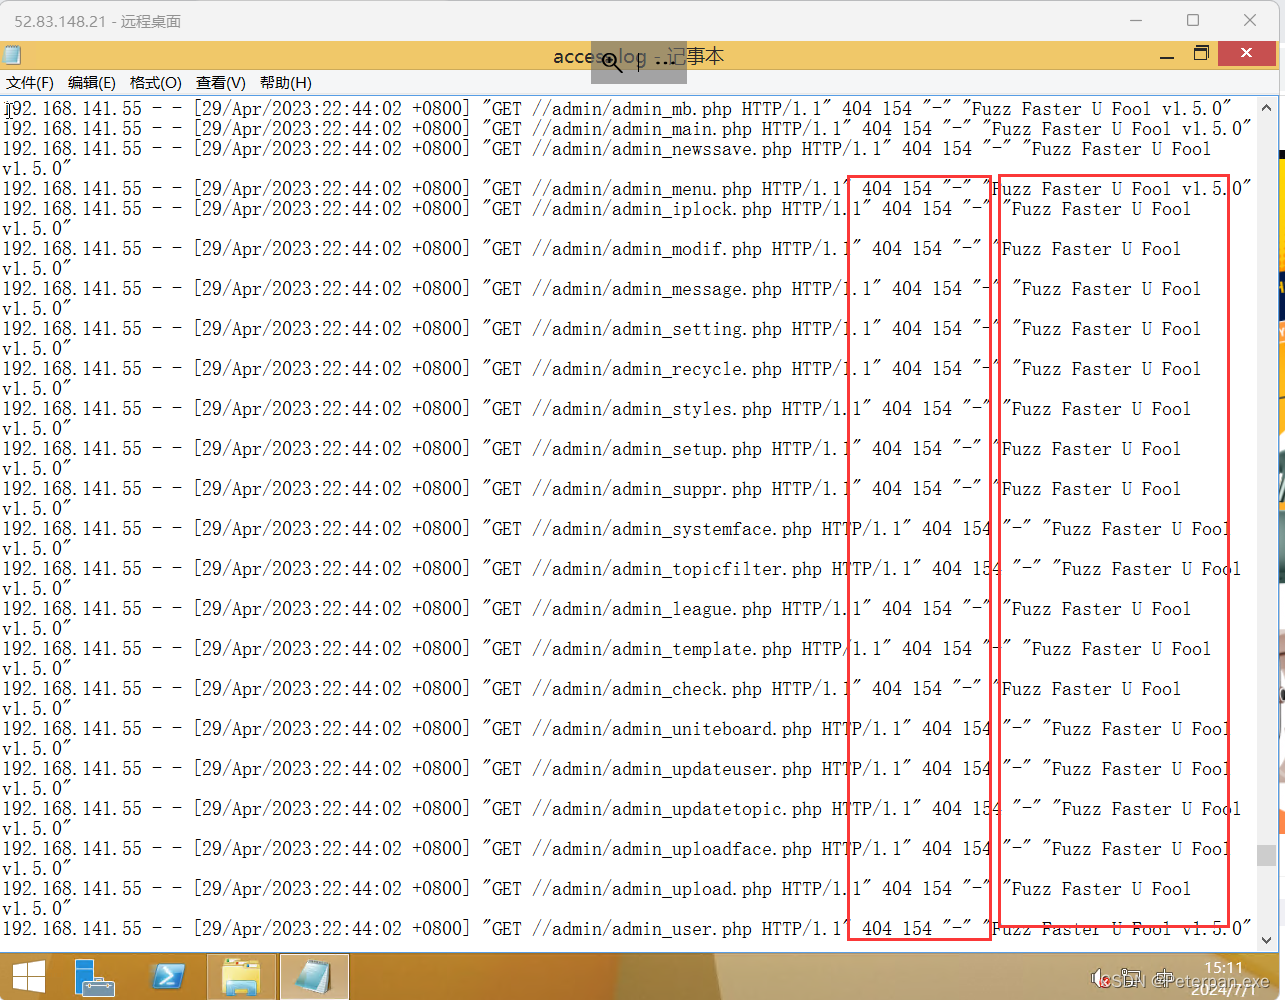 52.83.148.21 - 远程桌面
access.log - 记事本
文件(F) 编辑(E) 格式(O) 查看(V) 帮助(H)
192.168.141.55 - - [29/Apr/2023:22:44:02 +0800] "GET //admin/admin_mb.php HTTP/1.1" 404 154 "-" "Fuzz Faster U Fool v1.5.0"
192.168.141.55 - - [29/Apr/2023:22:44:02 +0800] "GET //admin/admin_main.php HTTP/1.1" 404 154 "-" "Fuzz Faster U Fool v1.5.0"
192.168.141.55 - - [29/Apr/2023:22:44:02 +0800] "GET //admin/admin_newssave.php HTTP/1.1" 404 154 "-" "Fuzz Faster U Fool
v1.5.0"
192.168.141.55 - - [29/Apr/2023:22:44:02 +0800] "GET //admin/admin_menu.php HTTP/1.1" 404 154 "-" "Fuzz Faster U Fool v1.5.0"
192.168.141.55 - - [29/Apr/2023:22:44:02 +0800] "GET //admin/admin_iplock.php HTTP/1.1" 404 154 "-" "Fuzz Faster U Fool
v1.5.0"
192.168.141.55 - - [29/Apr/2023:22:44:02 +0800] "GET //admin/admin_modif.php HTTP/1.1" 404 154 "-" "Fuzz Faster U Fool
v1.5.0"
192.168.141.55 - - [29/Apr/2023:22:44:02 +0800] "GET //admin/admin_message.php HTTP/1.1" 404 154 "-" "Fuzz Faster U Fool
v1.5.0"
192.168.141.55 - - [29/Apr/2023:22:44:02 +0800] "GET //admin/admin_setting.php HTTP/1.1" 404 154 "-" "Fuzz Faster U Fool
v1.5.0"
192.168.141.55 - - [29/Apr/2023:22:44:02 +0800] "GET //admin/admin_recycle.php HTTP/1.1" 404 154 "-" "Fuzz Faster U Fool
v1.5.0"
192.168.141.55 - - [29/Apr/2023:22:44:02 +0800] "GET //admin/admin_styles.php HTTP/1.1" 404 154 "-" "Fuzz Faster U Fool
v1.5.0"
192.168.141.55 - - [29/Apr/2023:22:44:02 +0800] "GET //admin/admin_setup.php HTTP/1.1" 404 154 "-" "Fuzz Faster U Fool
v1.5.0"
192.168.141.55 - - [29/Apr/2023:22:44:02 +0800] "GET //admin/admin_suppr.php HTTP/1.1" 404 154 "-" "Fuzz Faster U Fool
v1.5.0"
192.168.141.55 - - [29/Apr/2023:22:44:02 +0800] "GET //admin/admin_systemface.php HTTP/1.1" 404 154 "-" "Fuzz Faster U Fool
v1.5.0"
192.168.141.55 - - [29/Apr/2023:22:44:02 +0800] "GET //admin/admin_topicfilter.php HTTP/1.1" 404 154 "-" "Fuzz Faster U Fool
v1.5.0"
192.168.141.55 - - [29/Apr/2023:22:44:02 +0800] "GET //admin/admin_league.php HTTP/1.1" 404 154 "-" "Fuzz Faster U Fool
v1.5.0"
192.168.141.55 - - [29/Apr/2023:22:44:02 +0800] "GET //admin/admin_template.php HTTP/1.1" 404 154 "-" "Fuzz Faster U Fool
v1.5.0"
192.168.141.55 - - [29/Apr/2023:22:44:02 +0800] "GET //admin/admin_check.php HTTP/1.1" 404 154 "-" "Fuzz Faster U Fool
v1.5.0"
192.168.141.55 - - [29/Apr/2023:22:44:02 +0800] "GET //admin/admin_uniteboard.php HTTP/1.1" 404 154 "-" "Fuzz Faster U Fool
v1.5.0"
192.168.141.55 - - [29/Apr/2023:22:44:02 +0800] "GET //admin/admin_updateuser.php HTTP/1.1" 404 154 "-" "Fuzz Faster U Fool
v1.5.0"
192.168.141.55 - - [29/Apr/2023:22:44:02 +0800] "GET //admin/admin_updatetopic.php HTTP/1.1" 404 154 "-" "Fuzz Faster U Fool
v1.5.0"
192.168.141.55 - - [29/Apr/2023:22:44:02 +0800] "GET //admin/admin_uploadface.php HTTP/1.1" 404 154 "-" "Fuzz Faster U Fool
v1.5.0"
192.168.141.55 - - [29/Apr/2023:22:44:02 +0800] "GET //admin/admin_upload.php HTTP/1.1" 404 154 "-" "Fuzz Faster U Fool
v1.5.0"
192.168.141.55 - - [29/Apr/2023:22:44:02 +0800] "GET //admin/admin_user.php HTTP/1.1" 404 154 "-" "Fuzz Faster U Fool v1.5.0"
中
15:11
CSDN @Peterpan.exe
2024/7/1